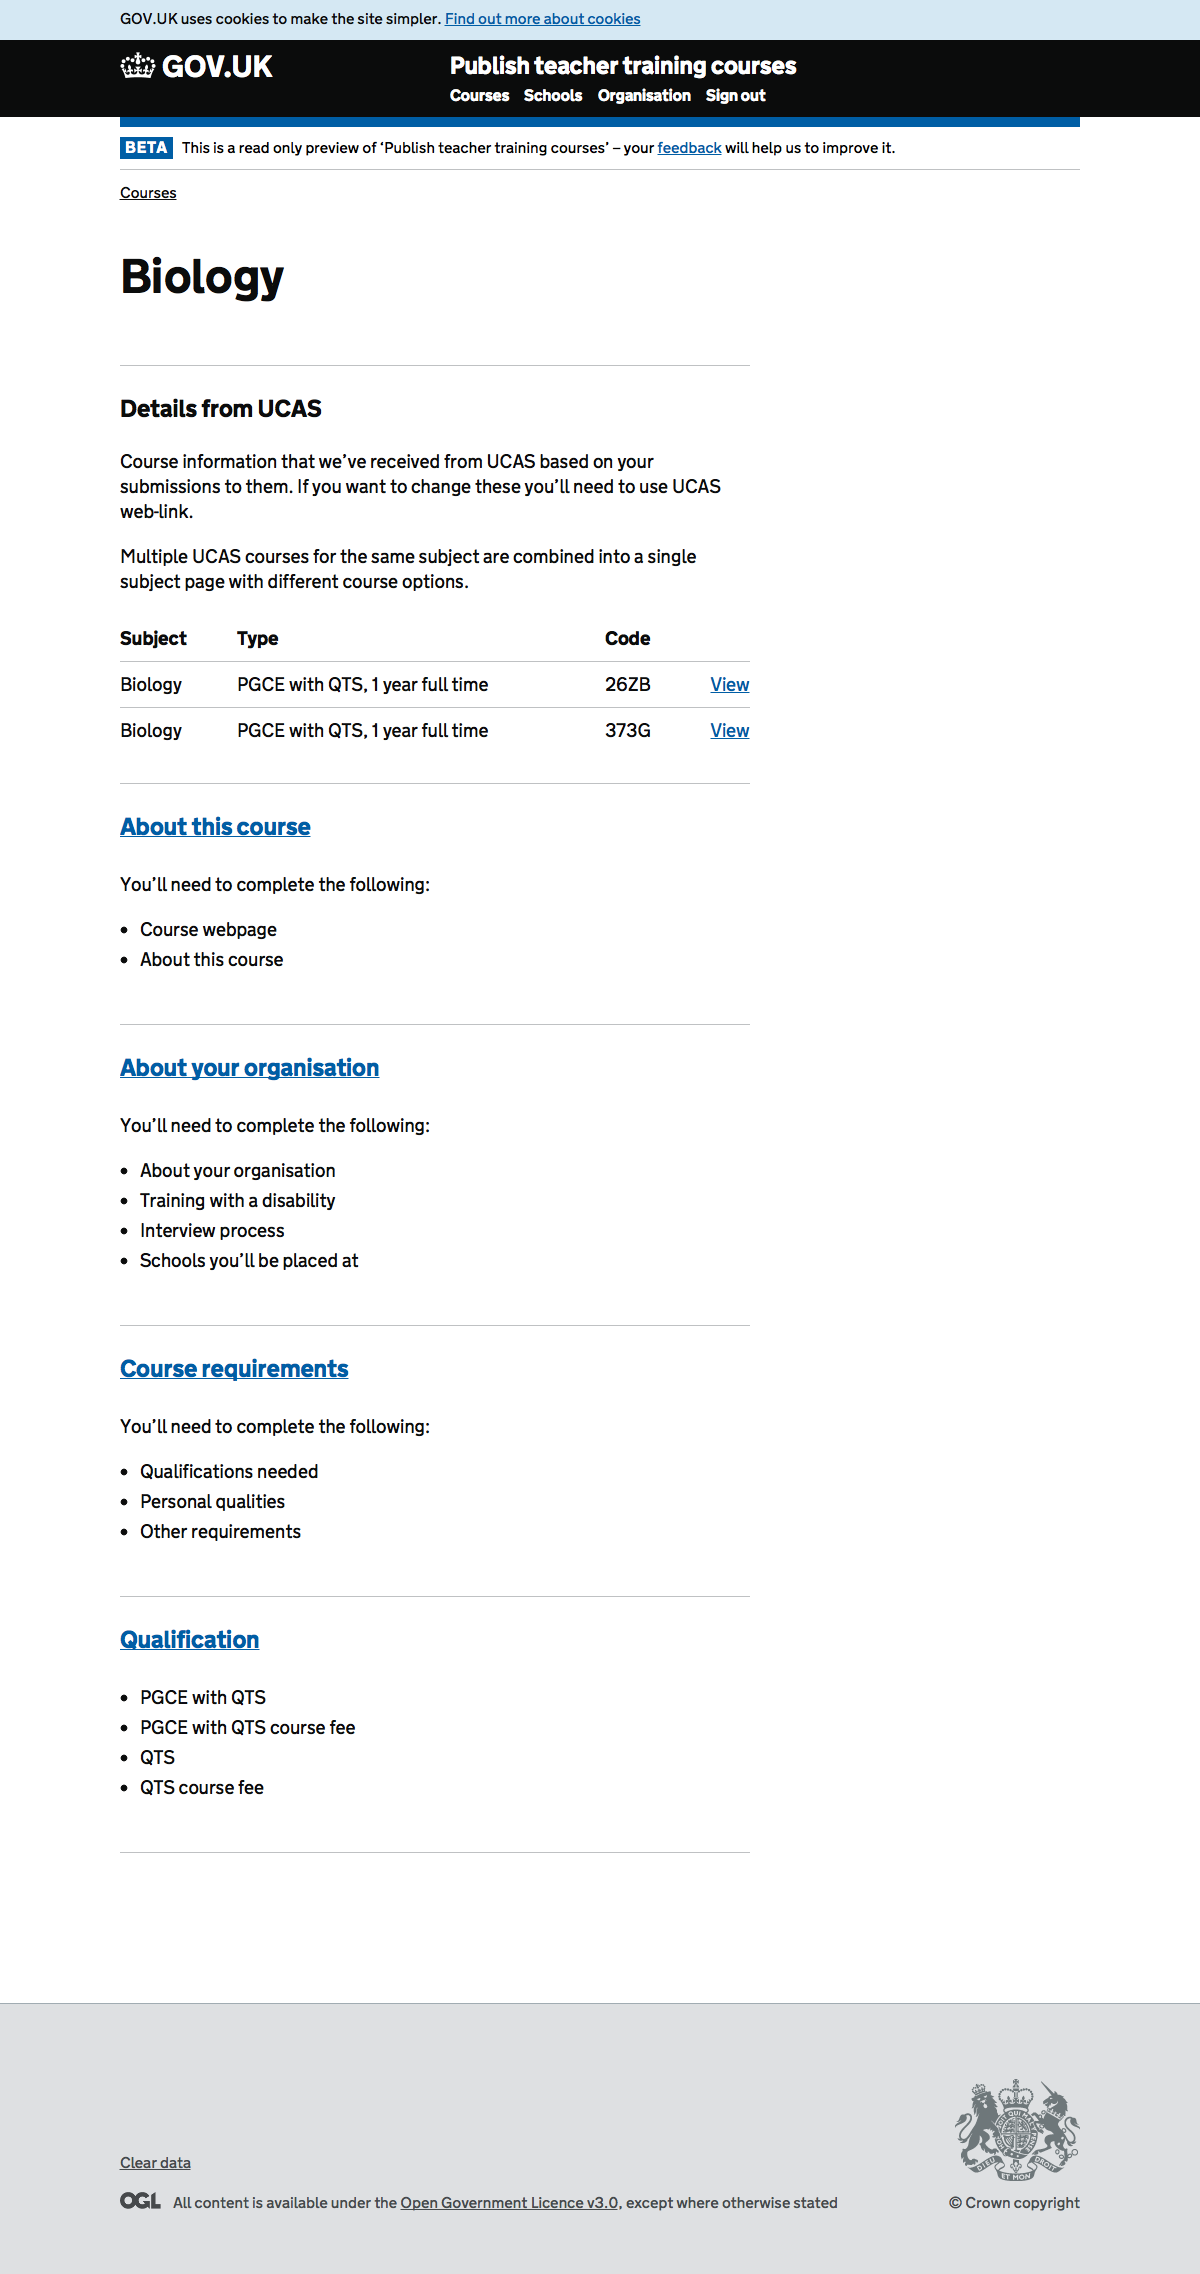 GOV.UK uses cookies to make the site simpler. Find out more about cookies
GOV.UK
Publish teacher training courses
Courses Schools Organisation Sign out
BETA This is a read only preview of ‘Publish teacher training courses’ – your feedback will help us to improve it.
Courses
Biology
Details from UCAS
Course information that we’ve received from UCAS based on your
submissions to them. If you want to change these you’ll need to use UCAS
web-link.
Multiple UCAS courses for the same subject are combined into a single
subject page with different course options.
Subject Type Code
Biology PGCE with QTS, 1 year full time 26ZB View
Biology PGCE with QTS, 1 year full time 373G View
About this course
You’ll need to complete the following:
• Course webpage
• About this course
About your organisation
You’ll need to complete the following:
• About your organisation
• Training with a disability
• Interview process
• Schools you’ll be placed at
Course requirements
You’ll need to complete the following:
• Qualifications needed
• Personal qualities
• Other requirements
Qualification
• PGCE with QTS
• PGCE with QTS course fee
• QTS
• QTS course fee
DIEU ET MON DROIT
Clear data
OGL All content is available under the Open Government Licence v3.0, except where otherwise stated
© Crown copyright